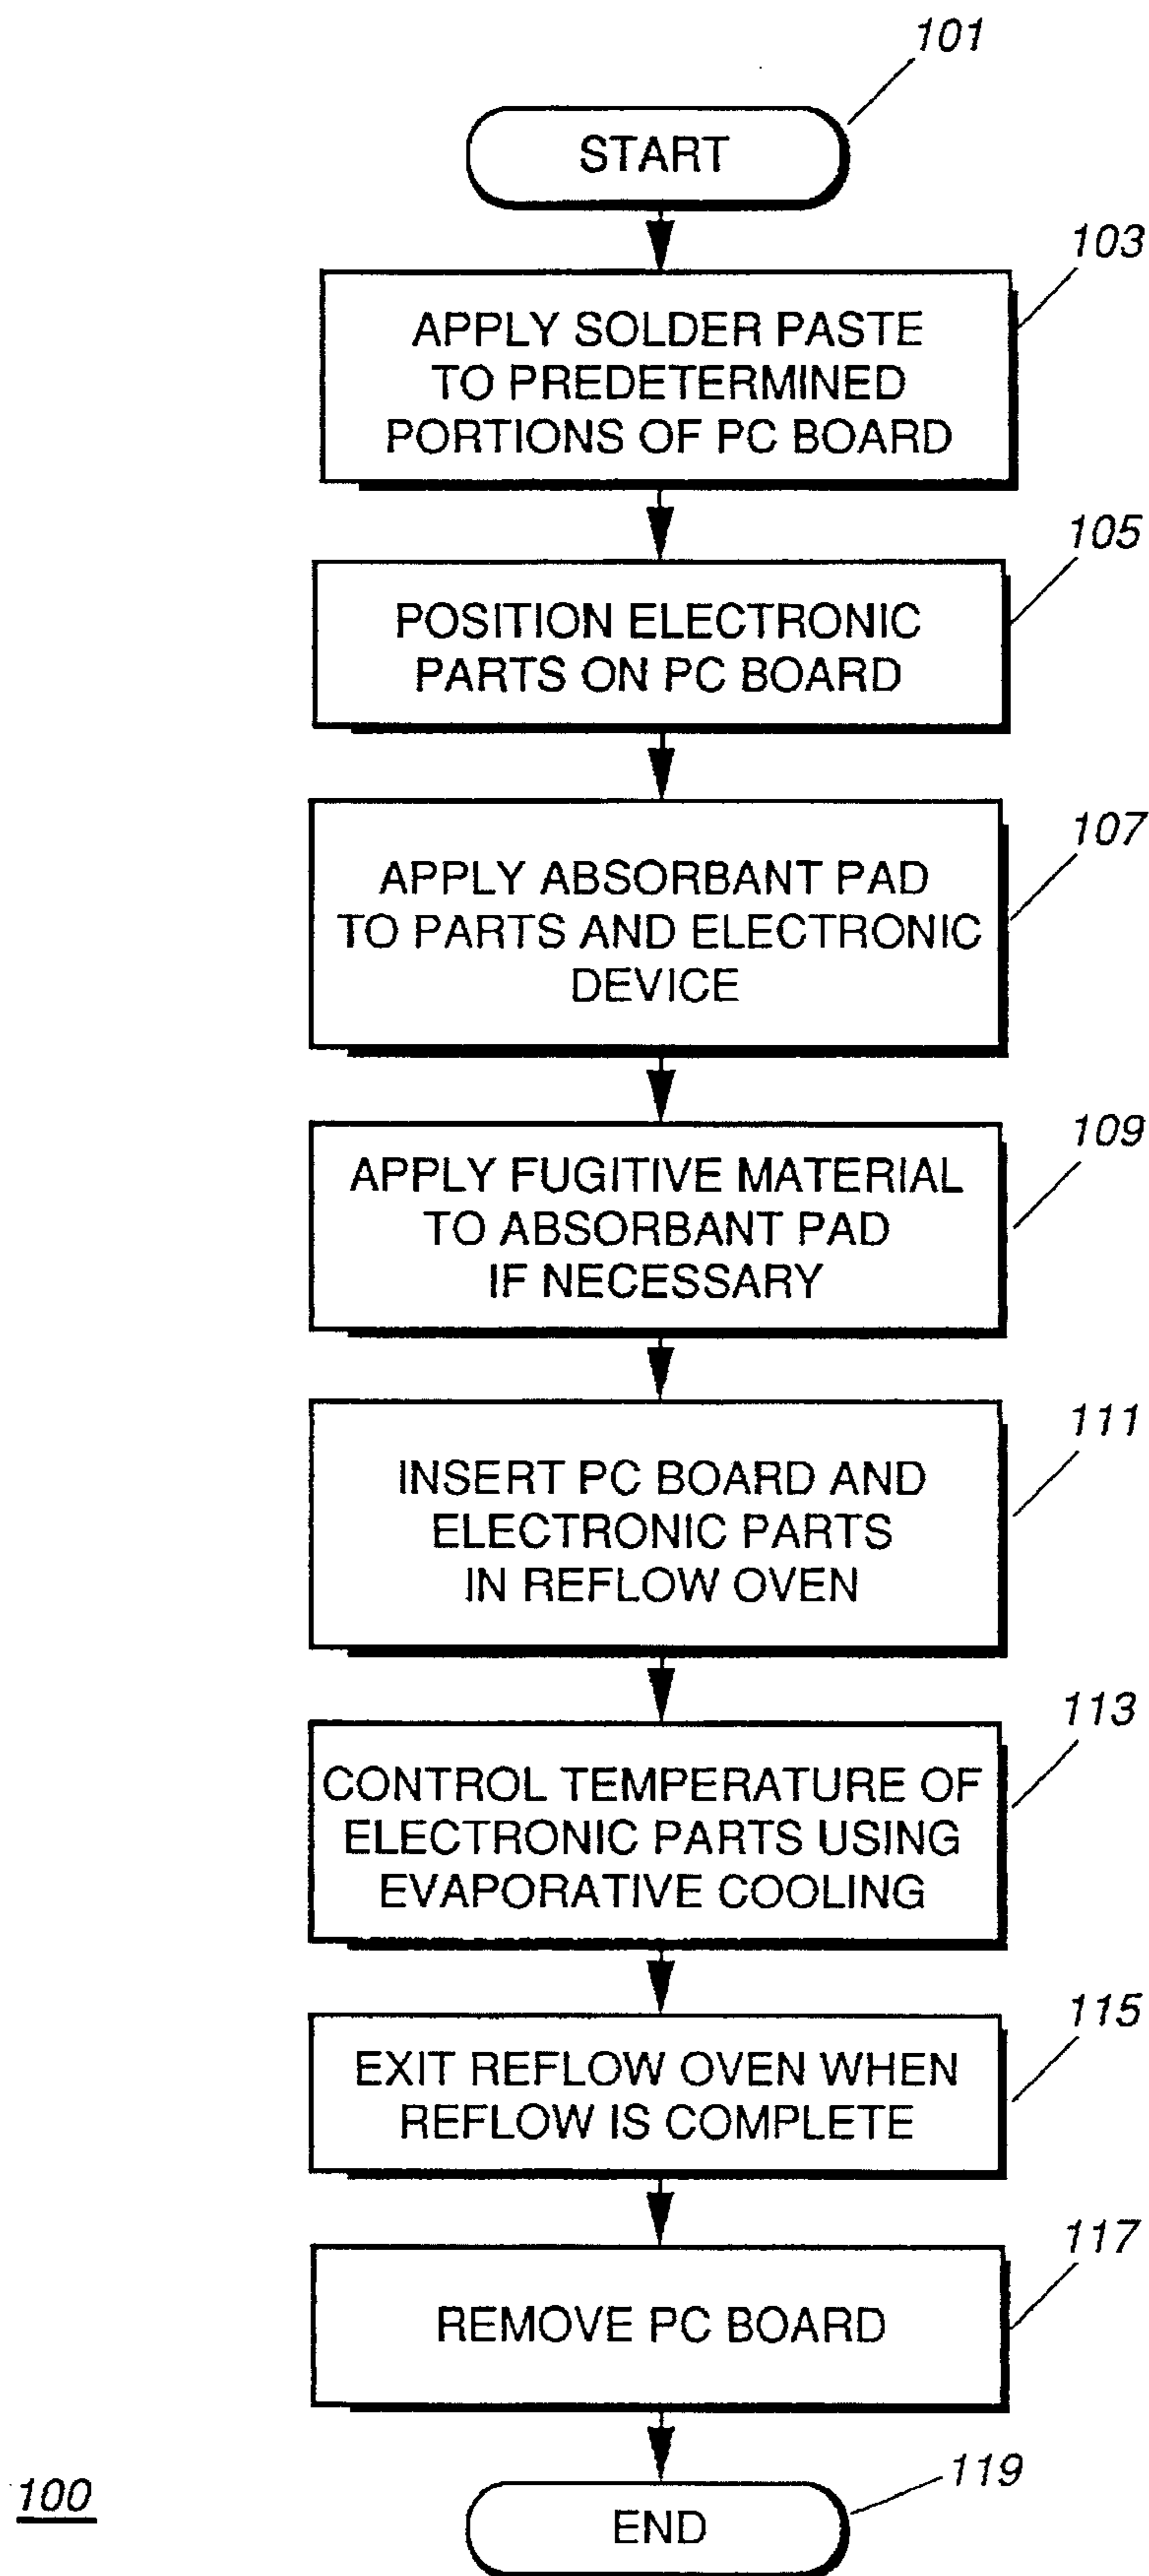 101
START
103
APPLY SOLDER PASTE
TO PREDETERMINED
PORTIONS OF PC BOARD
105
POSITION ELECTRONIC
PARTS ON PC BOARD
107
APPLY ABSORBANT PAD
TO PARTS AND ELECTRONIC
DEVICE
109
APPLY FUGITIVE MATERIAL
TO ABSORBANT PAD
IF NECESSARY
111
INSERT PC BOARD AND
ELECTRONIC PARTS
IN REFLOW OVEN
113
CONTROL TEMPERATURE OF
ELECTRONIC PARTS USING
EVAPORATIVE COOLING
115
EXIT REFLOW OVEN WHEN
REFLOW IS COMPLETE
117
REMOVE PC BOARD
119
END
100